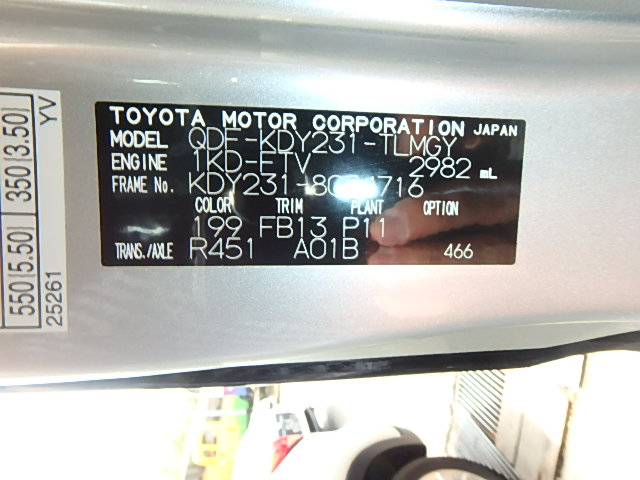 TOYOTA MOTOR CORPORATION JAPAN
MODEL QDF-KDY231-TLMGY
ENGINE 1KD-FTV 2982 mL
FRAME No.
COLOR TRIM PLANT OPTION
199 FB13 P11
TRANS./AXLE R451 A01B 466
550(5.50) 350(3.50)
25261 YV